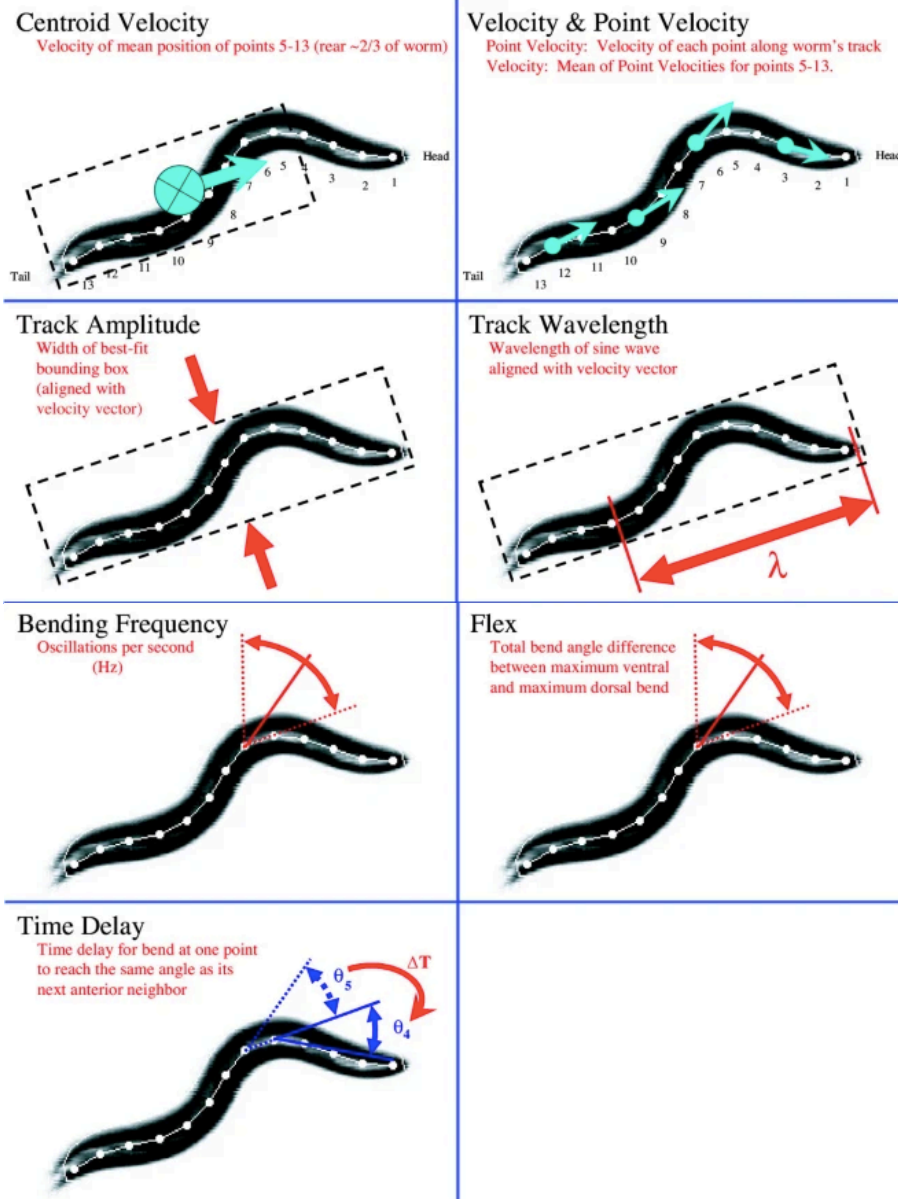 Centroid Velocity
Velocity of mean position of points 5-13 (rear ~2/3 of worm)
Head
1
2
3
4
5
6
7
8
9
10
11
12
13
Tail
Velocity & Point Velocity
Point Velocity: Velocity of each point along worm's track
Velocity: Mean of Point Velocities for points 5-13.
Head
1
2
3
4
5
6
7
8
9
10
11
12
13
Tail
Track Amplitude
Width of best-fit
bounding box
(aligned with
velocity vector)
Track Wavelength
Wavelength of sine wave
aligned with velocity vector
λ
Bending Frequency
Oscillations per second
(Hz)
Flex
Total bend angle difference
between maximum ventral
and maximum dorsal bend
Time Delay
Time delay for bend at one point
to reach the same angle as its
next anterior neighbor
θ5
ΔT
θ4